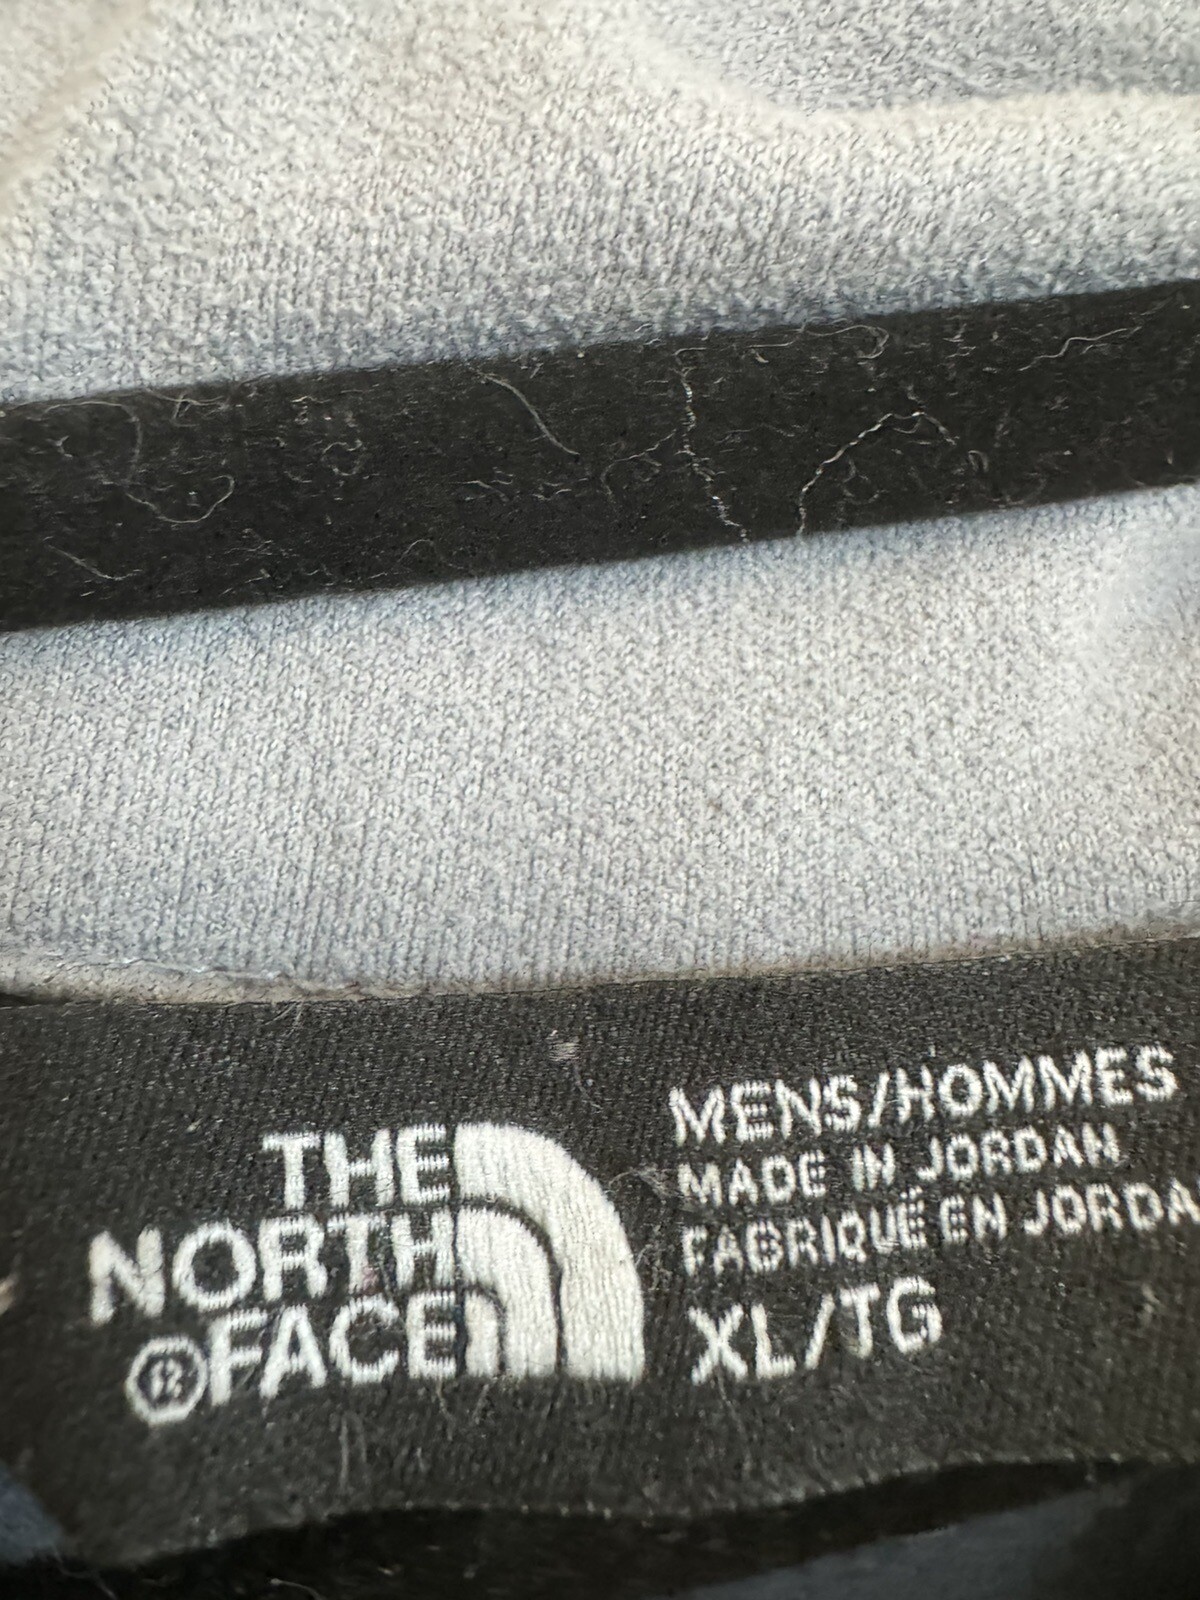 THE
NORTH
®FACE
MENS/HOMMES
MADE IN JORDAN
FABRIQUÉ EN JORDA
XL/TG